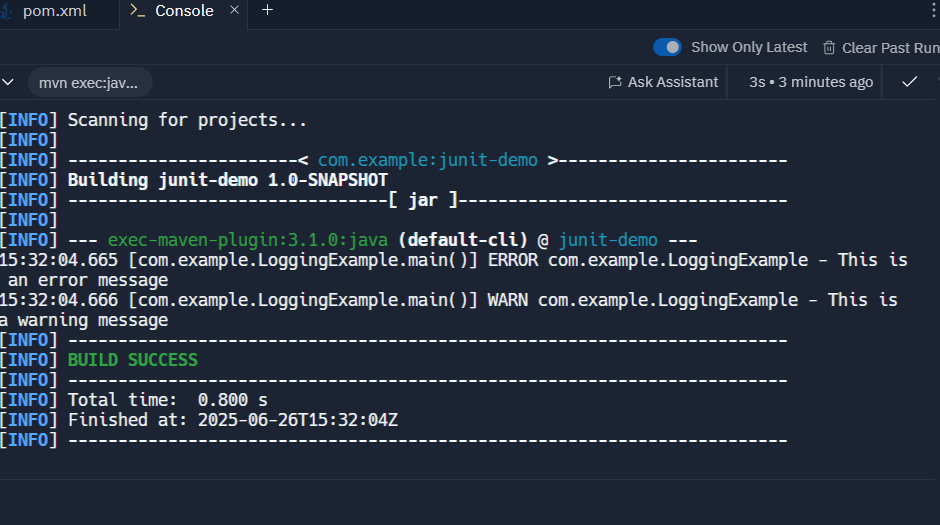 pom.xml
>_ Console × +
Show Only Latest Clear Past Run
mvn exec:jav... Ask Assistant 3s • 3 minutes ago
[INFO] Scanning for projects...
[INFO]
[INFO] -----------------------< com.example:junit-demo >-----------------------
[INFO] Building junit-demo 1.0-SNAPSHOT
[INFO] --------------------------------[ jar ]---------------------------------
[INFO]
[INFO] --- exec-maven-plugin:3.1.0:java (default-cli) @ junit-demo ---
15:32:04.665 [com.example.LoggingExample.main()] ERROR com.example.LoggingExample - This is
an error message
15:32:04.666 [com.example.LoggingExample.main()] WARN com.example.LoggingExample - This is
a warning message
[INFO] ------------------------------------------------------------------------
[INFO] BUILD SUCCESS
[INFO] ------------------------------------------------------------------------
[INFO] Total time:  0.800 s
[INFO] Finished at: 2025-06-26T15:32:04Z
[INFO] ------------------------------------------------------------------------